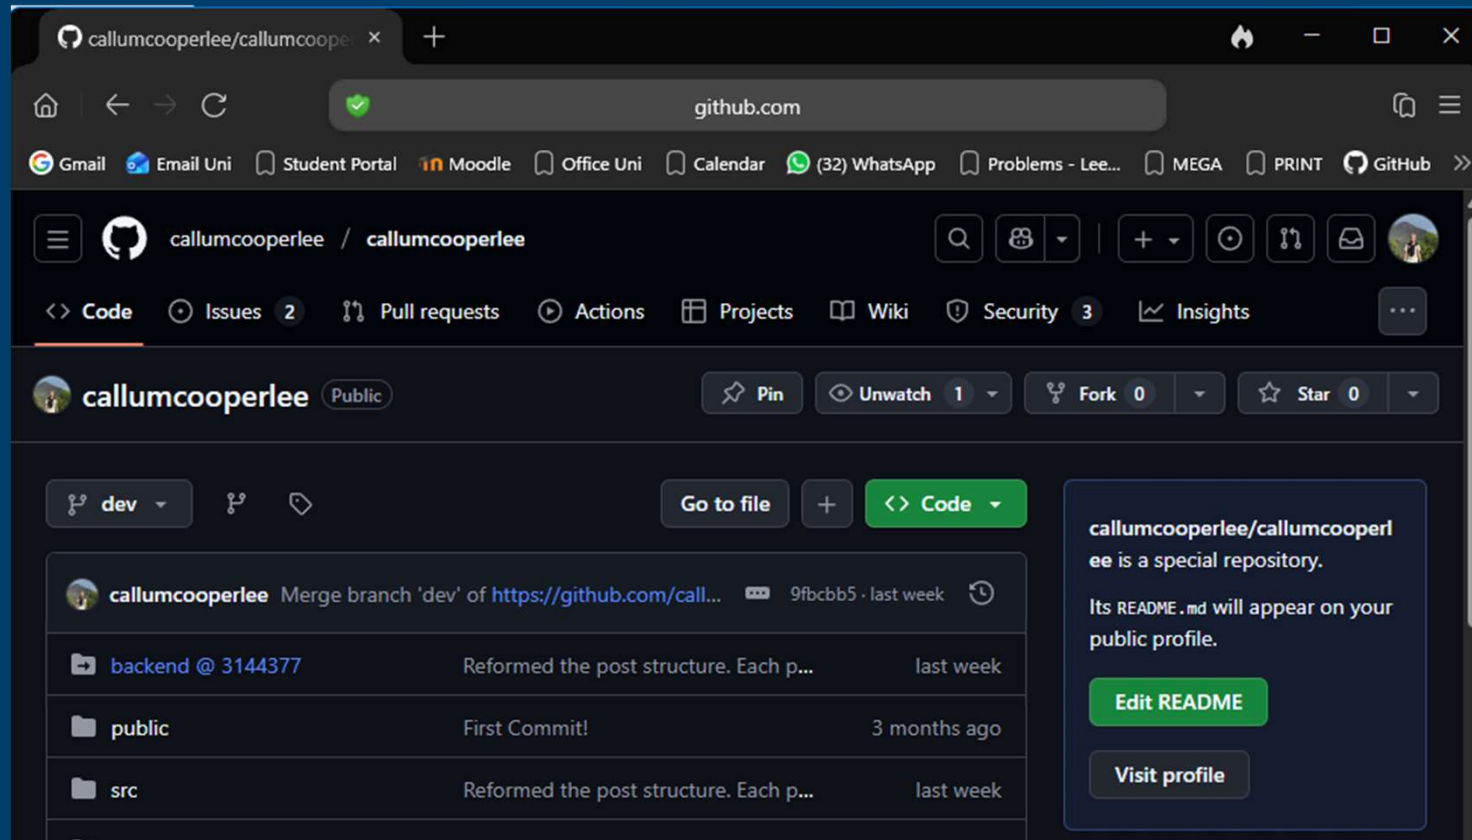 callumcooperlee/callumcoope
github.com
Gmail Email Uni Student Portal Moodle Office Uni Calendar (32) WhatsApp Problems - Lee... MEGA PRINT GitHub
callumcooperlee / callumcooperlee
Code Issues 2 Pull requests Actions Projects Wiki Security 3 Insights
callumcooperlee Public Pin Unwatch 1 Fork 0 Star 0
dev Go to file Code
callumcooperlee Merge branch 'dev' of https://github.com/call... 9fbcbb5 · last week
backend @ 3144377 Reformed the post structure. Each p... last week
public First Commit! 3 months ago
src Reformed the post structure. Each p... last week
callumcooperlee/callumcooperl
ee is a special repository.
Its README.md will appear on your
public profile.
Edit README
Visit profile